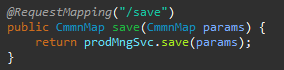 @RequestMapping("/save")
public CmmnMap save(CmmnMap params) {
    return prodMngSvc.save(params);
}